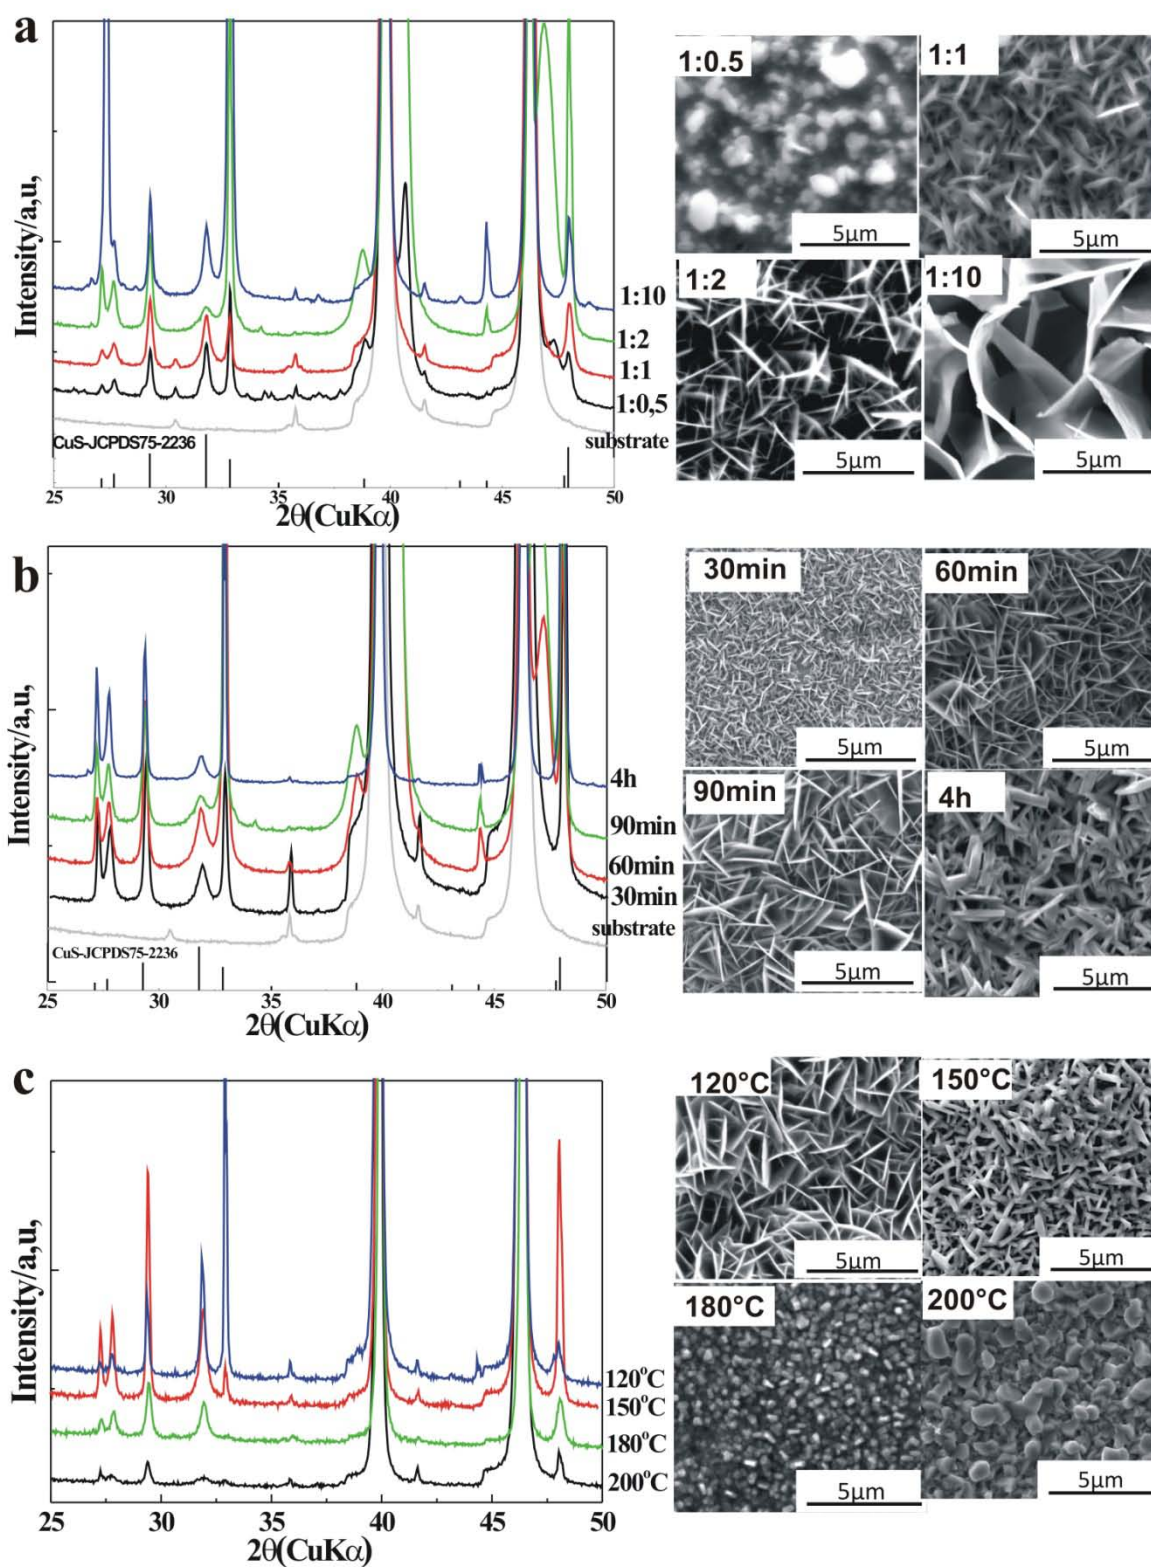 a
Intensity/a,u,
1:10
1:2
1:1
1:0,5
substrate
CuS-JCPDS75-2236
25 30 35 40 45 50
2θ(CuKα)
1:0.5
5μm
1:1
5μm
1:2
5μm
1:10
5μm
b
Intensity/a,u,
4h
90min
60min
30min
substrate
CuS-JCPDS75-2236
25 30 35 40 45 50
2θ(CuKα)
30min
5μm
60min
5μm
90min
5μm
4h
5μm
c
Intensity/a,u,
120°C
150°C
180°C
200°C
25 30 35 40 45 50
2θ(CuKα)
120°C
5μm
150°C
5μm
180°C
5μm
200°C
5μm